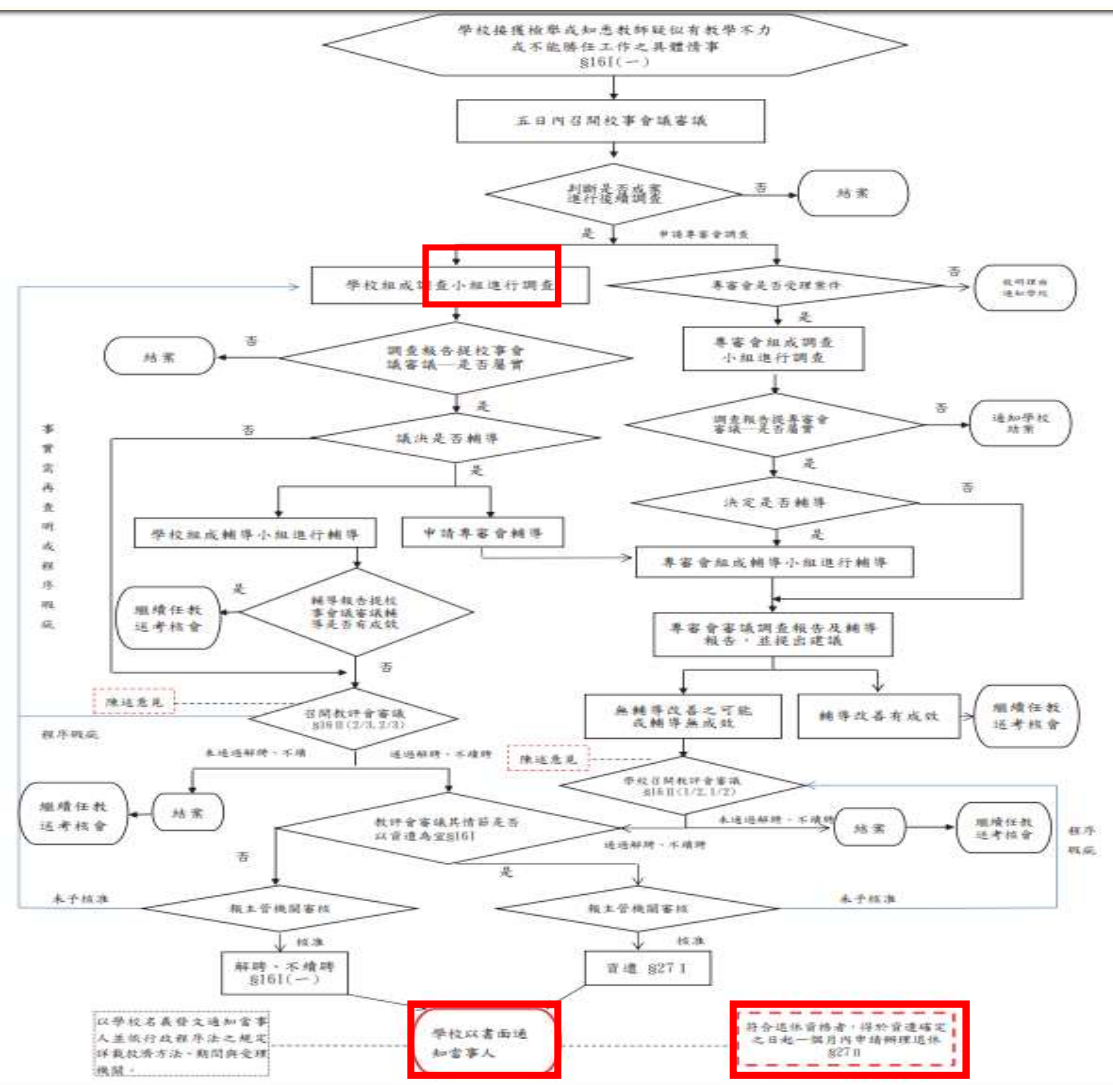 學校接獲檢舉或知悉教師疑似有教學不力
或不能勝任工作之具體情事
§16I(一)
五日內召開校事會議審議
判斷是否成案
進行後續調查
否
結案
是
申請專審會調查
學校組成調查小組進行調查
專審會是否受理案件
否
敘明理由
通知學校
是
調查報告提校事會
議審議—是否屬實
否
結案
專審會組成調查
小組進行調查
是
調查報告提專審會
審議—是否屬實
否
通知學校
結案
議決是否輔導
否
是
是
決定是否輔導
否
學校組成輔導小組進行輔導
申請專審會輔導
是
專審會組成輔導小組進行輔導
事實需再查明或程序瑕疵
輔導報告提校
事會議審議輔
導是否有成效
是
繼續任教
送考核會
專審會審議調查報告及輔導
報告，並提出建議
否
陳述意見
召開教評會審議
§16II(2/3,2/3)
無輔導改善之可能
或輔導無成效
輔導改善有成效
繼續任教
送考核會
程序瑕疵
未通過解聘、不續
通過解聘、不續聘
陳述意見
學校召開教評會審議
§16II(1/2,1/2)
繼續任教
送考核會
結案
教評會審議其情節是否
以資遣為宜§16I
未通過解聘、不續聘
結案
繼續任教
送考核會
程序
瑕疵
通過解聘、不續聘
否
是
未予核准
報主管機關審核
報主管機關審核
未予核准
核准
核准
解聘、不續聘
§16I(一)
資遣 §27I
以學校名義發文通知當事
人並依行政程序法之規定
詳載救濟方法、期間與受理
機關。
學校以書面通
知當事人
符合退休資格者，得於資遣確定
之日起一個月內申請辦理退休
§27II